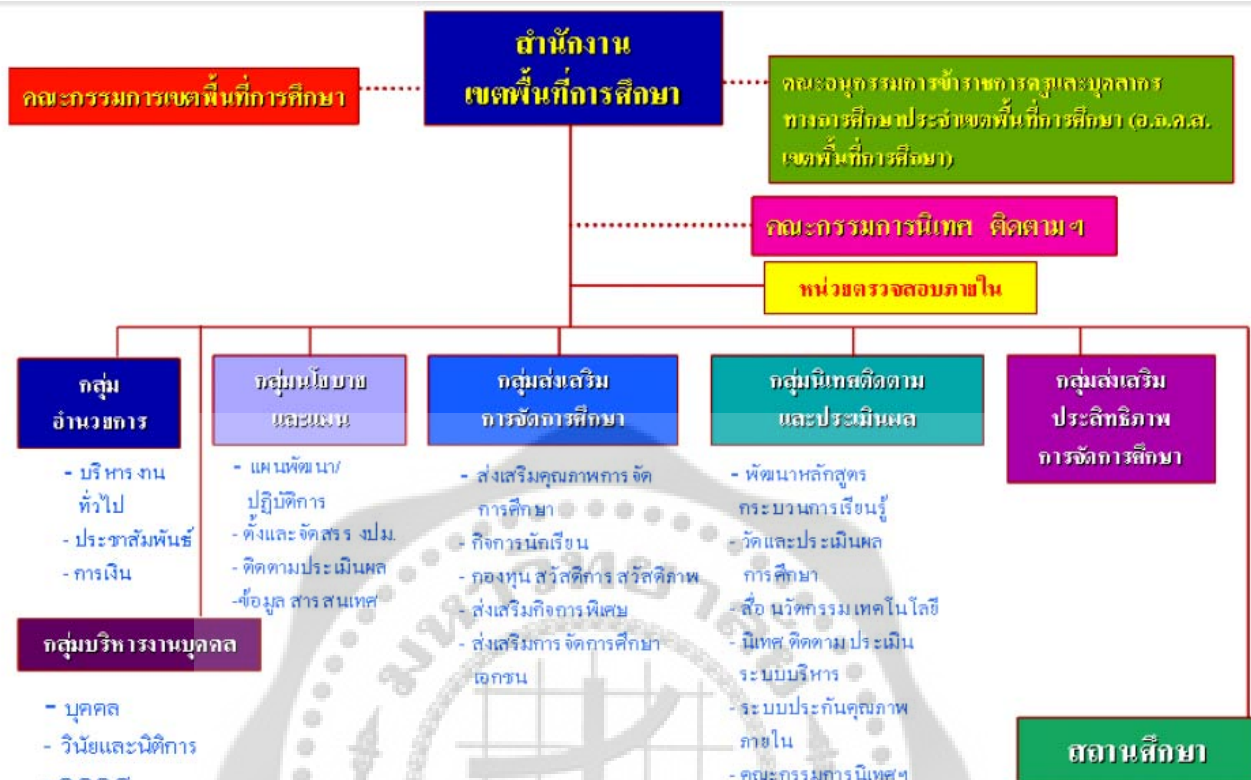 สำนักงาน
เขตพื้นที่การศึกษา
คณะกรรมการเขตพื้นที่การศึกษา
คณะอนุกรรมการข้าราชการครูและบุคลากร
ทางการศึกษาประจำเขตพื้นที่การศึกษา (อ.ก.ค.ศ.
เขตพื้นที่การศึกษา)
คณะกรรมการนิเทศ ติดตามฯ
หน่วยตรวจสอบภายใน
กลุ่ม
อำนวยการ
- บริหารงาน
ทั่วไป
- ประชาสัมพันธ์
- การเงิน
กลุ่มบริหารงานบุคคล
- บุคคล
- วินัยและนิติการ
กลุ่มนโยบาย
และแผน
- แผนพัฒนา/
ปฏิบัติการ
- ตั้งและจัดสรร งปม.
- ติดตามประเมินผล
-ข้อมูล สารสนเทศ
กลุ่มส่งเสริม
การจัดการศึกษา
- ส่งเสริมคุณภาพการจัด
การศึกษา
- กิจการนักเรียน
- กองทุน สวัสดิการ สวัสดิภาพ
- ส่งเสริมกิจการพิเศษ
- ส่งเสริมการจัดการศึกษา
เอกชน
กลุ่มนิเทศติดตาม
และประเมินผล
- พัฒนาหลักสูตร
กระบวนการเรียนรู้
- วัดและประเมินผล
การศึกษา
- สื่อ นวัตกรรม เทคโนโลยี
- นิเทศ ติดตาม ประเมิน
ระบบบริหาร
- ระบบประกันคุณภาพ
ภายใน
- คณะกรรมการนิเทศฯ
กลุ่มส่งเสริม
ประสิทธิภาพ
การจัดการศึกษา
สถานศึกษา
มหาวิทยาลัย